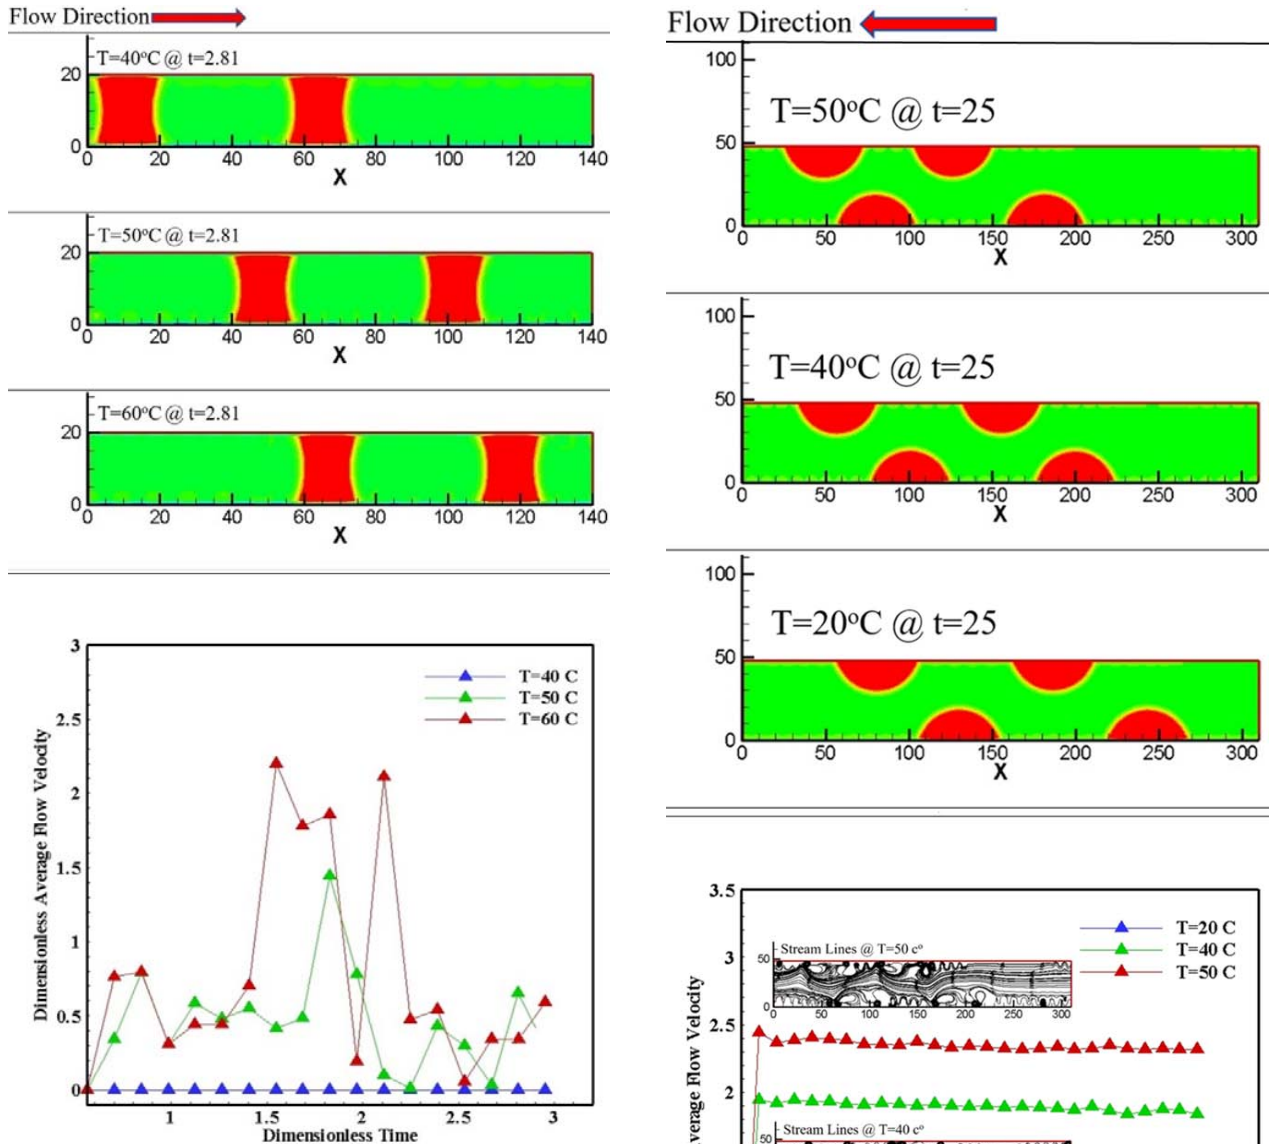 Flow Direction
T=40°C @ t=2.81
20
0
0 20 40 60 80 100 120 140
X
T=50°C @ t=2.81
20
0
0 20 40 60 80 100 120 140
X
T=60°C @ t=2.81
20
0
0 20 40 60 80 100 120 140
X
3
2.5
2
1.5
1
0.5
0
Dimensionless Average Flow Velocity
T=40 C
T=50 C
T=60 C
1 1.5 2 2.5 3
Dimensionless Time
Flow Direction
100
T=50°C @ t=25
50
0
0 50 100 150 200 250 300
X
100
T=40°C @ t=25
50
0
0 50 100 150 200 250 300
X
100
T=20°C @ t=25
50
0
0 50 100 150 200 250 300
X
3.5
3
2.5
2
verage Flow Velocity
T=20 C
T=40 C
T=50 C
Stream Lines @ T=50 c°
50
0
0 50 100 150 200 250 300
Stream Lines @ T=40 c°
50